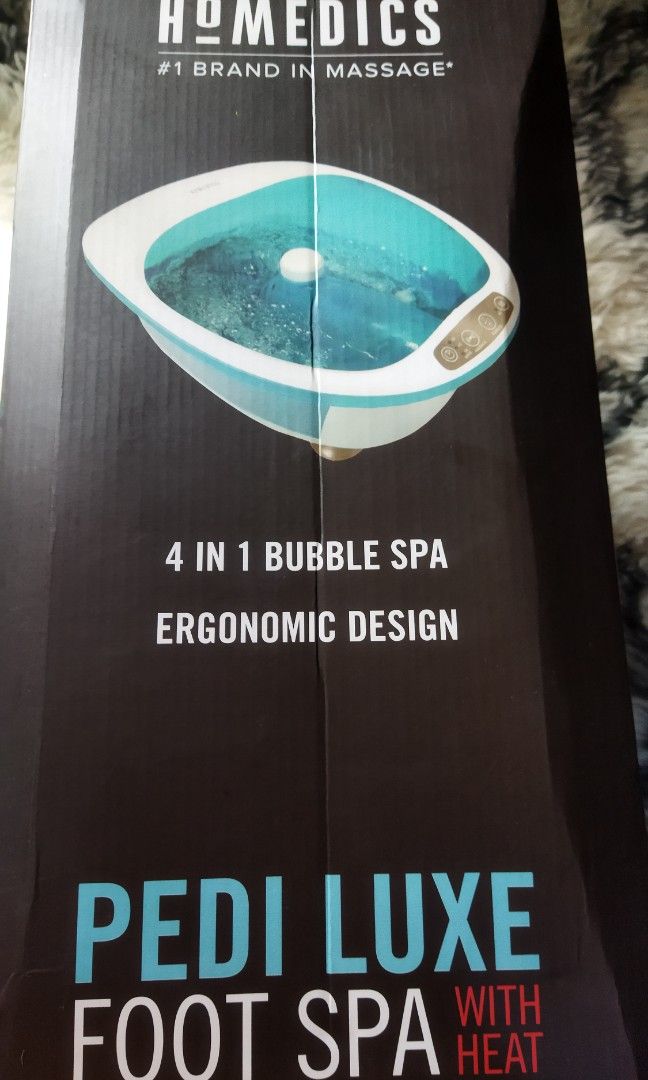 HOMEDICS
#1 BRAND IN MASSAGE*
4 IN 1 BUBBLE SPA
ERGONOMIC DESIGN
PEDI LUXE
FOOT SPA WITH HEAT